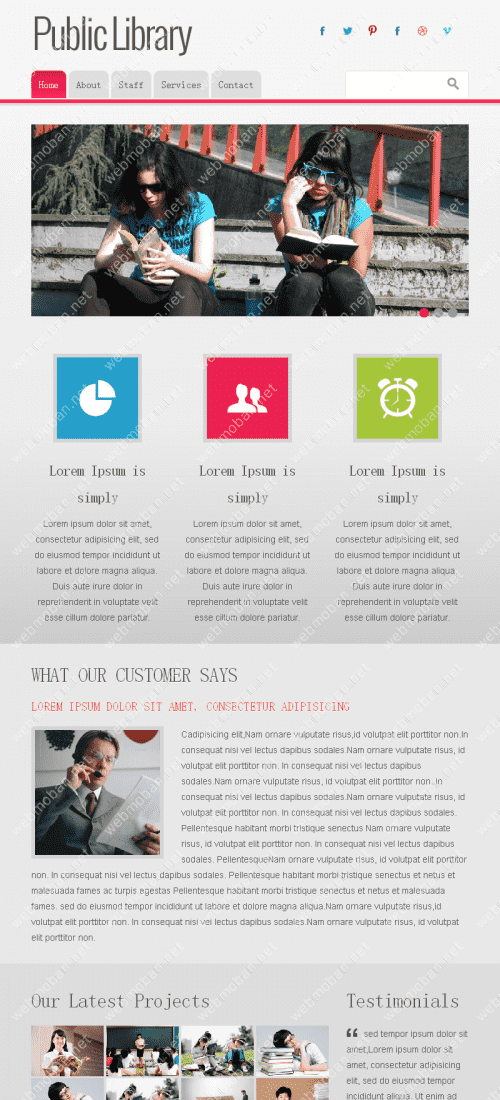 Public Library
Home
About
Staff
Services
Contact
Lorem Ipsum is
simply
Lorem ipsum dolor sit amet,
consectetur adipisicing elit, sed
do eiusmod tempor incididunt ut
labore et dolore magna aliqua.
Duis aute irure dolor in
reprehenderit in voluptate velit
esse cillum dolore pariatur.
Lorem Ipsum is
simply
Lorem ipsum dolor sit amet,
consectetur adipisicing elit, sed
do eiusmod tempor incididunt ut
labore et dolore magna aliqua.
Duis aute irure dolor in
reprehenderit in voluptate velit
esse cillum dolore pariatur.
Lorem Ipsum is
simply
Lorem ipsum dolor sit amet,
consectetur adipisicing elit, sed
do eiusmod tempor incididunt ut
labore et dolore magna aliqua.
Duis aute irure dolor in
reprehenderit in voluptate velit
esse cillum dolore pariatur.
WHAT OUR CUSTOMER SAYS
LOREM IPSUM DOLOR SIT AMET, CONSECTETUR ADIPISICING
Cadipisicing elit,Nam ornare vulputate risus,id volutpat elit porttitor non.In
consequat nisi vel lectus dapibus sodales.Nam ornare vulputate risus, id
volutpat elit porttitor non. In consequat nisi vel lectus dapibus
sodales.Nam ornare vulputate risus, id volutpat elit porttitor non. In
consequat nisi vel lectus dapibus sodales.Nam ornare vulputate risus, id
volutpat elit porttitor non. In consequat nisi vel lectus dapibus sodales.
Pellentesque habitant morbi tristique senectus Nam ornare vulputate
risus, id volutpat elit porttitor non. In consequat nisi vel lectus dapibus
sodales. PellentesqueNam ornare vulputate risus, id volutpat elit porttitor
non. In consequat nisi vel lectus dapibus sodales. Pellentesque habitant morbi tristique senectus et netus et
malesuada fames ac turpis egestas Pellentesque habitant morbi tristique senectus et netus et malesuada
fames. sed do eiusmod tempor incididunt ut labore et dolore magna aliqua.Nam ornare vulputate risus,id
volutpat elit porttitor non. In consequat nisi vel lectus dapibus sodales.Nam ornare vulputate risus, id volutpat
elit porttitor non.
Our Latest Projects
Testimonials
sed tempor ipsum dolor sit
amet,Lorem ipsum dolor sit
amet, consectetur adipisicing
elit, sed do eiusmod tempor
incididunt aliqua. Ut enim ad
webmoban.net